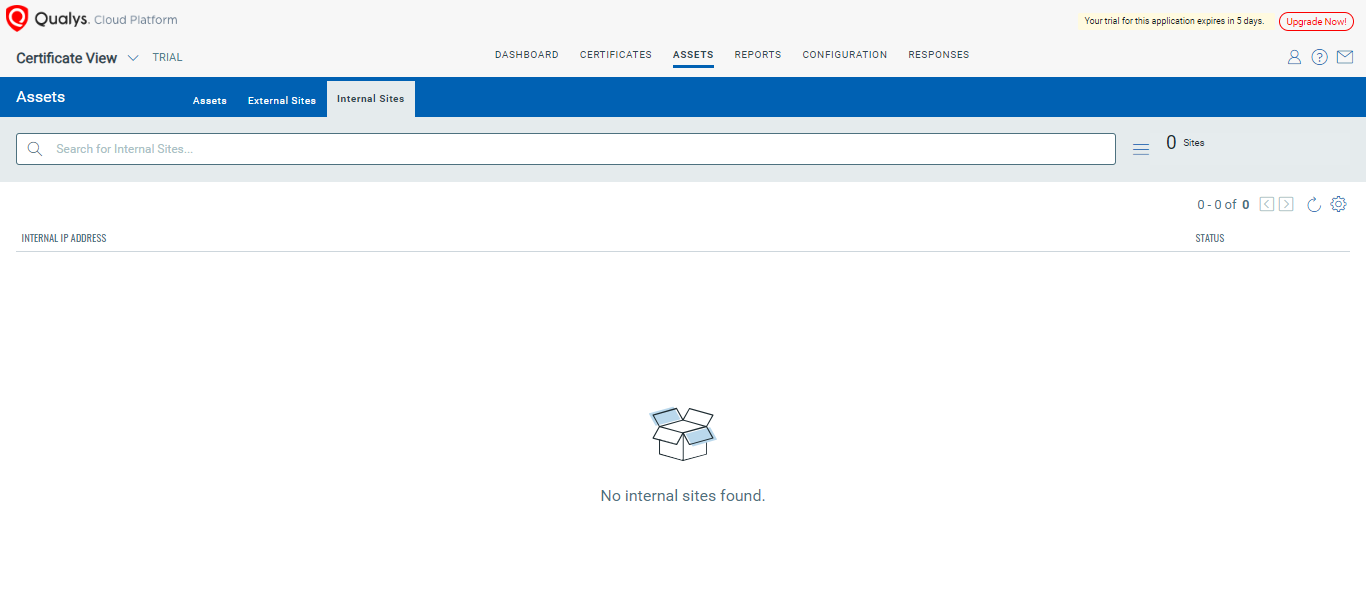 Qualys. Cloud Platform
Your trial for this application expires in 5 days.
Upgrade Now!
Certificate View
TRIAL
DASHBOARD
CERTIFICATES
ASSETS
REPORTS
CONFIGURATION
RESPONSES
Assets
Assets
External Sites
Internal Sites
Search for Internal Sites...
0 Sites
0 - 0 of 0
INTERNAL IP ADDRESS
STATUS
No internal sites found.